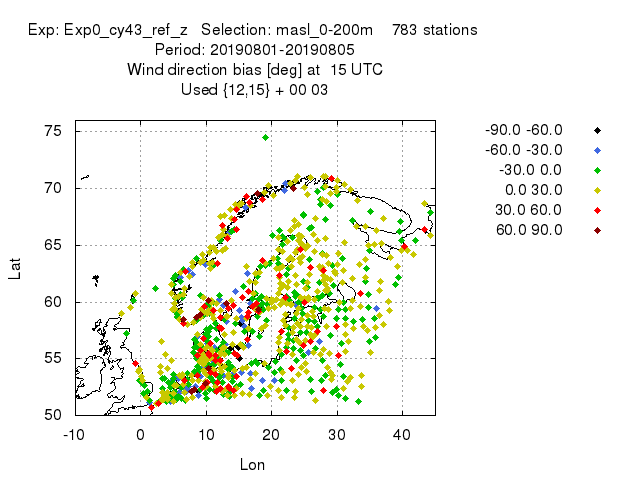 Exp: Exp0_cy43_ref_z   Selection: masl_0-200m    783 stations
Period: 20190801-20190805
Wind direction bias [deg] at  15 UTC
Used {12,15} + 00 03
75
70
65
60
55
50
Lat
-10 0 10 20 30 40
Lon
-90.0 -60.0
-60.0 -30.0
-30.0 0.0
0.0 30.0
30.0 60.0
60.0 90.0